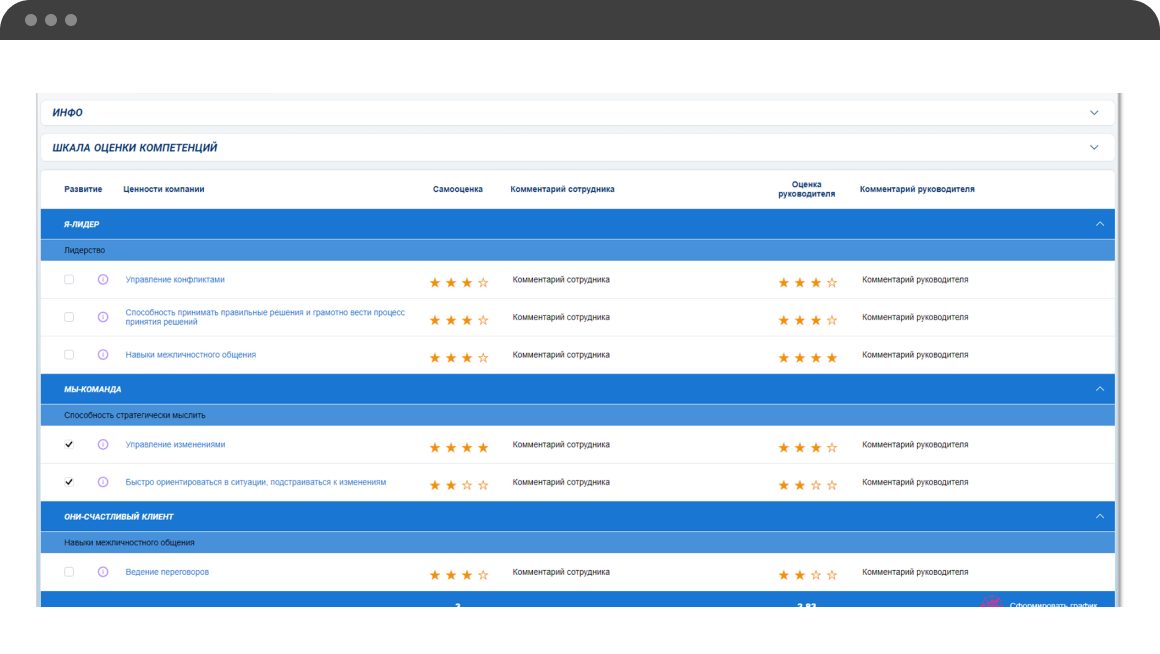 ИНФО
ШКАЛА ОЦЕНКИ КОМПЕТЕНЦИЙ
Развитие Ценности компании Самооценка Комментарий сотрудника Оценка руководителя Комментарий руководителя
Я-ЛИДЕР
Лидерство
Управление конфликтами Комментарий сотрудника Комментарий руководителя
Способность принимать правильные решения и грамотно вести процесс
принятия решений Комментарий сотрудника Комментарий руководителя
Навыки межличностного общения Комментарий сотрудника Комментарий руководителя
МЫ-КОМАНДА
Способность стратегически мыслить
Управление изменениями Комментарий сотрудника Комментарий руководителя
Быстро ориентироваться в ситуации, подстраиваться к изменениям Комментарий сотрудника Комментарий руководителя
ОНИ-СЧАСТЛИВЫЙ КЛИЕНТ
Навыки межличностного общения
Ведение переговоров Комментарий сотрудника Комментарий руководителя
3 2.83 Сформировать график